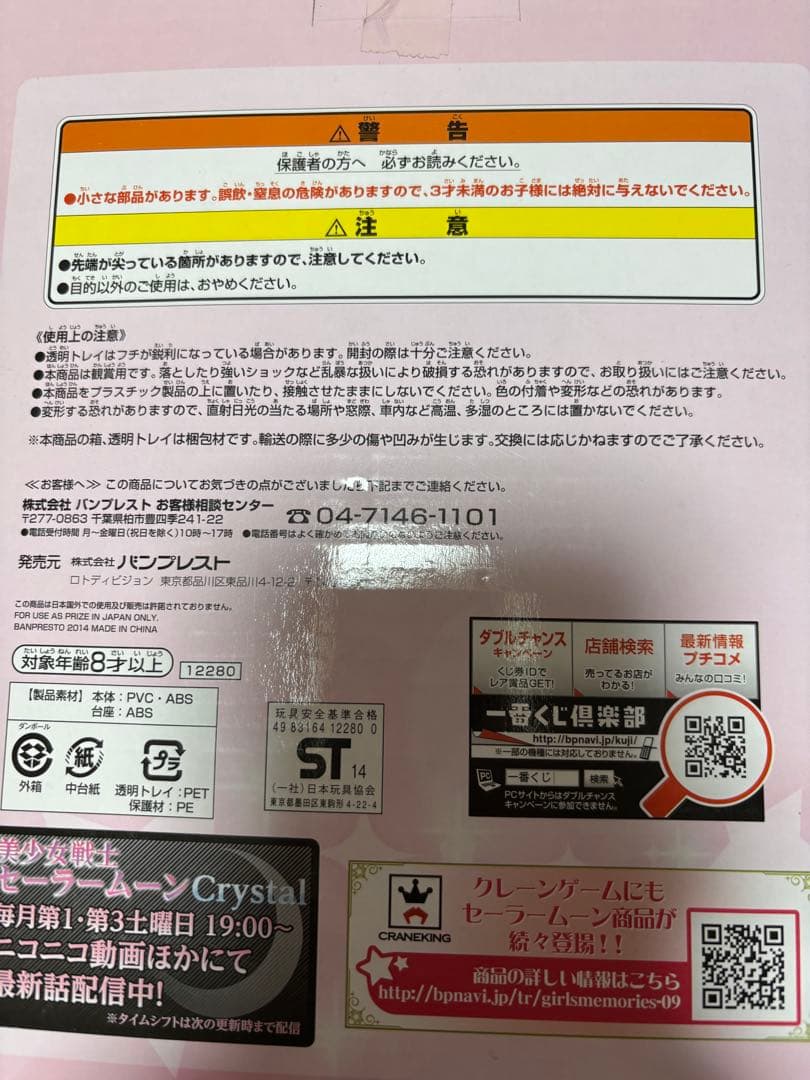 ⚠警告
保護者の方へ 必ずお読みください。
●小さな部品があります。誤飲・窒息の危険がありますので、3才未満のお子様には絶対に与えないでください。
⚠注意
●先端が尖っている箇所がありますので、注意してください。
●目的以外のご使用は、おやめください。
《使用上の注意》
●透明トレイはフチが鋭利になっている場合があります。開封の際は十分ご注意ください。
●本商品は観賞用です。落としたり強いショックなど乱暴な扱いにより破損する恐れがありますので、お取り扱いにはご注意ください。
●本商品をプラスチック製品の上に置いたり、接触させたままにしないでください。色の付着や変形などの恐れがあります。
●変形する恐れがありますので、直射日光の当たる場所や窓際、車内など高温、多湿のところには置かないでください。
※本商品の箱、透明トレイは梱包材です。輸送の際に多少の傷や凹みが生じます。交換には応じかねますのでご了承ください。
≪お客様へ≫ この商品についてお気づきの点がございましたら下記までご連絡ください。
株式会社 バンプレスト お客様相談センター
〒277-0863 千葉県柏市豊四季241-22
☎04-7146-1101
●電話受付時間 月〜金曜日(祝日を除く)10時〜17時 ●電話番号はよく確かめ
ご注意ください。
発売元 株式会社 バンプレスト
ロトディビジョン 東京都品川区東品川4-12-2
この商品は日本国外での使用及び販売は許諾されておりません。
FOR USE AS PRIZE IN JAPAN ONLY.
BANPRESTO 2014 MADE IN CHINA
対象年齢8才以上
12280
【製品素材】 本体：PVC・ABS
台座：ABS
ダンボール
外箱
紙
中台紙
プラ
透明トレイ：PET
保護材：PE
玩具安全基準合格
49 83164 12280 0
ST 14
(一社)日本玩具協会
東京都墨田区東駒形4-22-4
ダブルチャンス
キャンペーン
くじ券IDで
レア賞品GET!
店舗検索
売ってるお店が
わかる!
最新情報
プチコメ
みんなの口コミ!
一番くじ倶楽部
http://bpnavi.jp/kuji/
※一部の機種には対応しておりません。
PC 一番くじ 検索
PCサイトからはダブルチャンス
キャンペーンに参加できません。
美少女戦士
セーラームーンCrystal
毎月第1・第3土曜日 19:00〜
ニコニコ動画ほかにて
最新話配信中!
※タイムシフトは次の更新時まで配信
CRANEKING
クレーンゲームにも
セーラームーン商品が
続々登場!!
商品の詳しい情報はこちら
http://bpnavi.jp/tr/girlsmemories-09